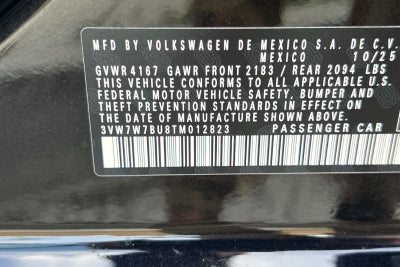 MFD BY VOLKSWAGEN DE MEXICO S.A. DE C.V.
MEXICO 10/25
GVWR 4167 GAWR FRONT 2183 / REAR 2094 LBS
THIS VEHICLE CONFORMS TO ALL APPLICABLE U.S.
FEDERAL MOTOR VEHICLE SAFETY, BUMPER AND
THEFT PREVENTION STANDARDS IN EFFECT ON
THE DATE OF MANUFACTURE SHOWN ABOVE
3VW7W7BU8TM012823 PASSENGER CAR